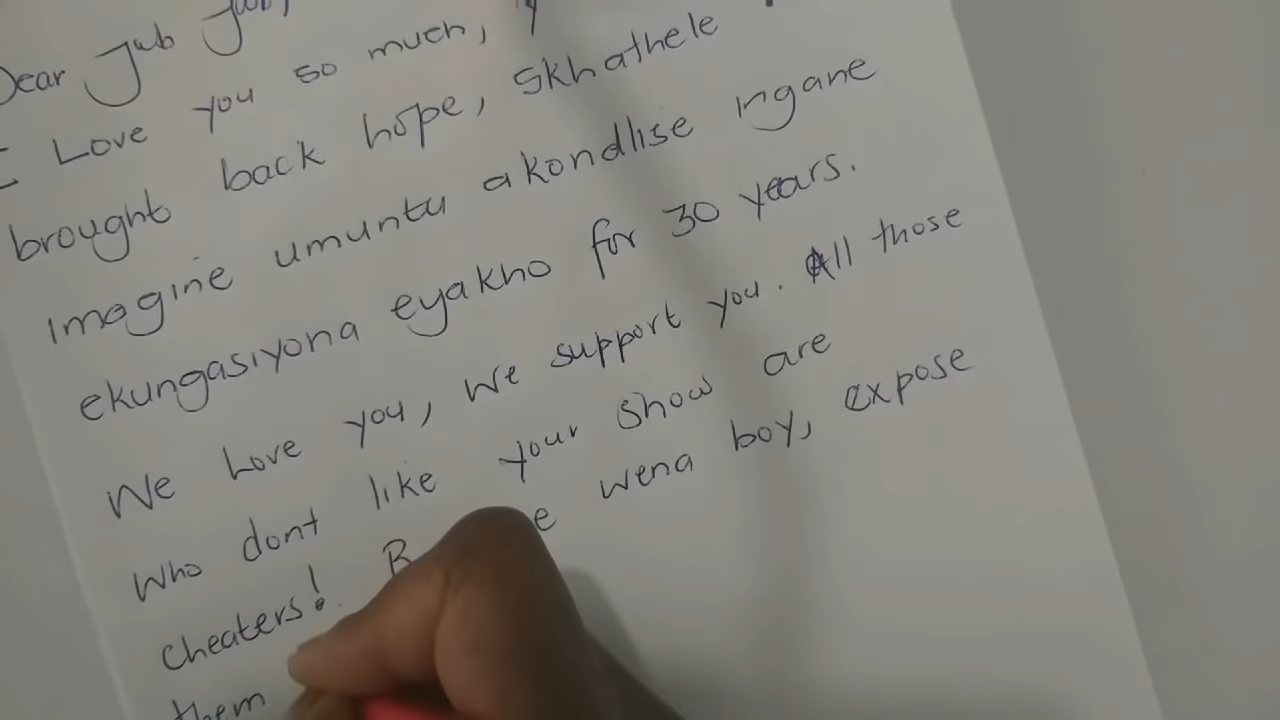 Dear Jub Jub,
I Love you so much, y
brought back hope, Skhathele
imagine umuntu akondlise ingane
ekungasiyona eyakho for 30 years.
We Love you, We support you. All those
Who dont like your show are
cheaters! wena boy, expose
them